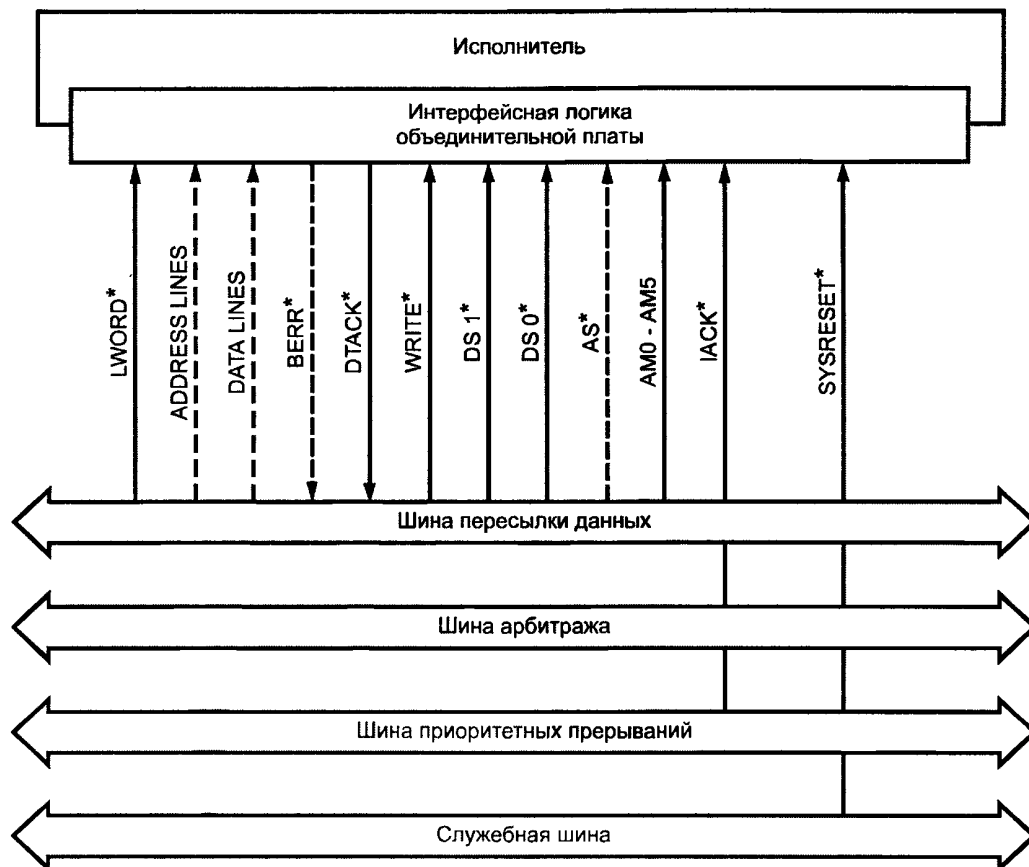 Исполнитель
Интерфейсная логика
объединительной платы
LWORD*
ADDRESS LINES
DATA LINES
BERR*
DTACK*
WRITE*
DS 1*
DS 0*
AS*
AM0 - AM5
IACK*
SYSRESET*
Шина пересылки данных
Шина арбитража
Шина приоритетных прерываний
Служебная шина